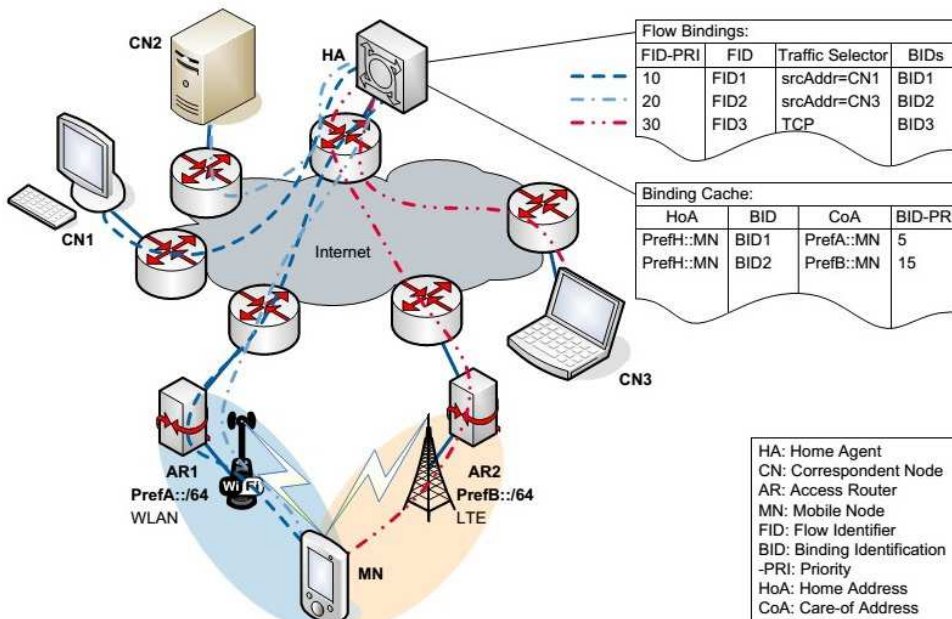 CN2
HA
CN1
Internet
CN3
AR1
PrefA::/64
WLAN
Wi Fi
AR2
PrefB::/64
LTE
MN
Flow Bindings:
FID-PRI FID Traffic Selector BIDs
10 FID1 srcAddr=CN1 BID1
20 FID2 srcAddr=CN3 BID2
30 FID3 TCP BID3
Binding Cache:
HoA BID CoA BID-PRI
PrefH::MN BID1 PrefA::MN 5
PrefH::MN BID2 PrefB::MN 15
HA: Home Agent
CN: Correspondent Node
AR: Access Router
MN: Mobile Node
FID: Flow Identifier
BID: Binding Identification
-PRI: Priority
HoA: Home Address
CoA: Care-of Address